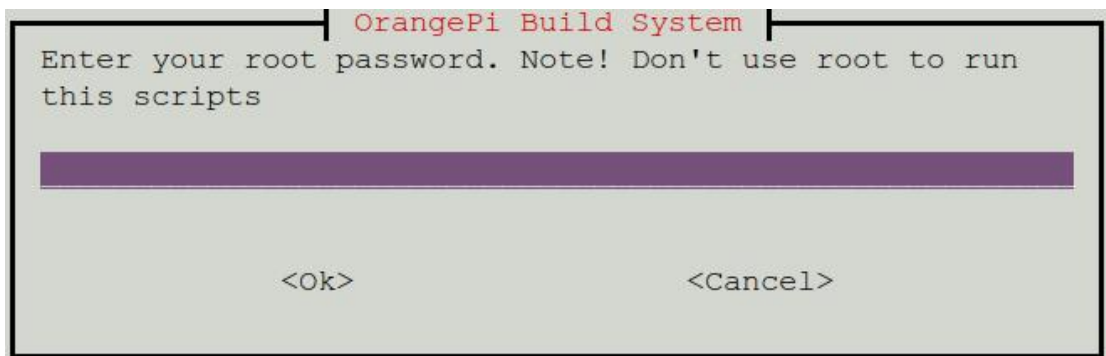 OrangePi Build System
Enter your root password. Note! Don't use root to run
this scripts
<Ok> <Cancel>